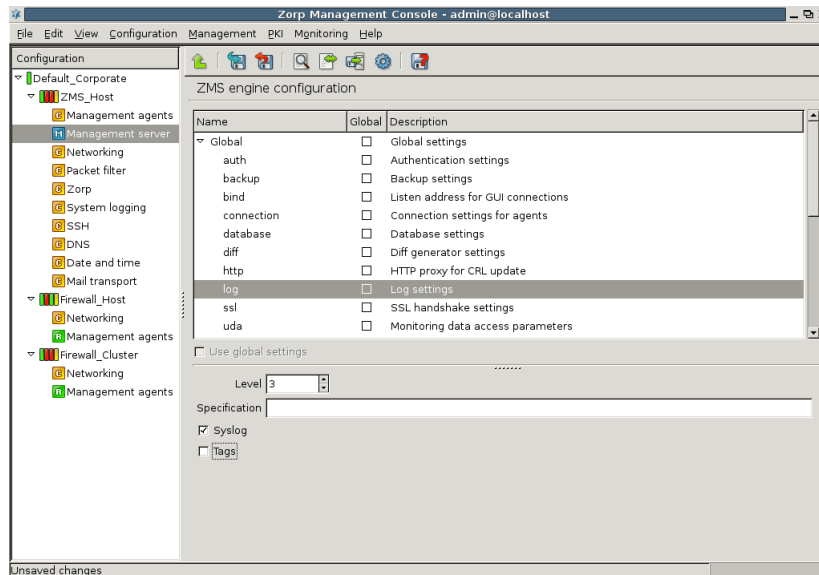 Zorp Management Console - admin@localhost
File Edit View Configuration Management PKI Monitoring Help
Configuration
Default_Corporate
ZMS_Host
Management agents
Management server
Networking
Packet filter
Zorp
System logging
SSH
DNS
Date and time
Mail transport
Firewall_Host
Networking
Management agents
Firewall_Cluster
Networking
Management agents
ZMS engine configuration
Name Global Description
Global Global settings
auth Authentication settings
backup Backup settings
bind Listen address for GUI connections
connection Connection settings for agents
database Database settings
diff Diff generator settings
http HTTP proxy for CRL update
log Log settings
ssl SSL handshake settings
uda Monitoring data access parameters
Use global settings
Level 3
Specification
Syslog
Tags
Unsaved changes